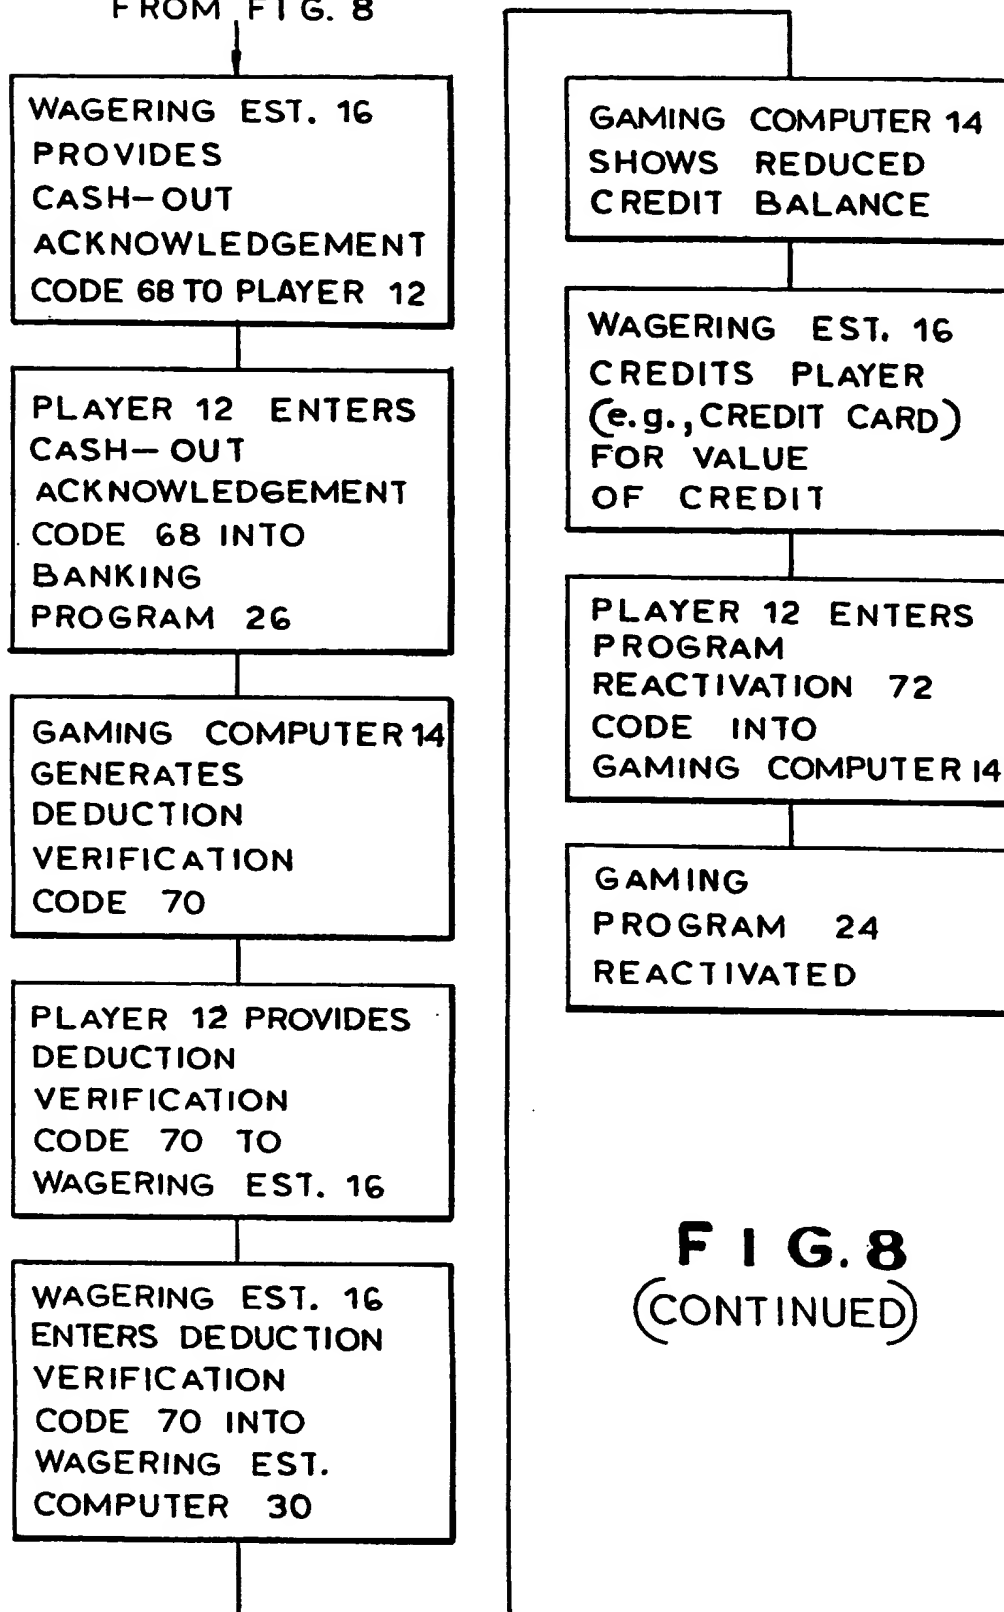 FROM FIG. 8
WAGERING EST. 16
PROVIDES
CASH-OUT
ACKNOWLEDGEMENT
CODE 68 TO PLAYER 12
PLAYER 12 ENTERS
CASH-OUT
ACKNOWLEDGEMENT
CODE 68 INTO
BANKING
PROGRAM 26
GAMING COMPUTER 14
GENERATES
DEDUCTION
VERIFICATION
CODE 70
PLAYER 12 PROVIDES
DEDUCTION
VERIFICATION
CODE 70 TO
WAGERING EST. 16
WAGERING EST. 16
ENTERS DEDUCTION
VERIFICATION
CODE 70 INTO
WAGERING EST.
COMPUTER 30
GAMING COMPUTER 14
SHOWS REDUCED
CREDIT BALANCE
WAGERING EST. 16
CREDITS PLAYER
(e.g., CREDIT CARD)
FOR VALUE
OF CREDIT
PLAYER 12 ENTERS
PROGRAM
REACTIVATION 72
CODE INTO
GAMING COMPUTER 14
GAMING
PROGRAM 24
REACTIVATED
FIG. 8
(CONTINUED)